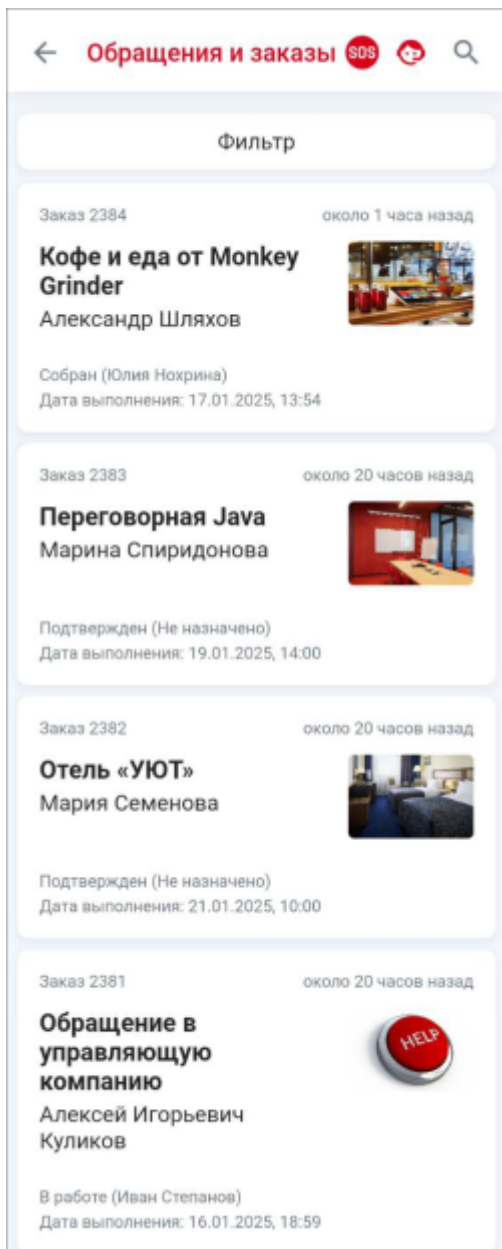 Обращения и заказы SOS
Фильтр
Заказ 2384 около 1 часа назад
Кофе и еда от Monkey
Grinder
Александр Шляхов
Собран (Юлия Нохрина)
Дата выполнения: 17.01.2025, 13:54
Заказ 2383 около 20 часов назад
Переговорная Java
Марина Спиридонова
Подтвержден (Не назначено)
Дата выполнения: 19.01.2025, 14:00
Заказ 2382 около 20 часов назад
Отель «УЮТ»
Мария Семенова
Подтвержден (Не назначено)
Дата выполнения: 21.01.2025, 10:00
Заказ 2381 около 20 часов назад
Обращение в
управляющую
компанию
HELP
Алексей Игорьевич
Куликов
В работе (Иван Степанов)
Дата выполнения: 16.01.2025, 18:59